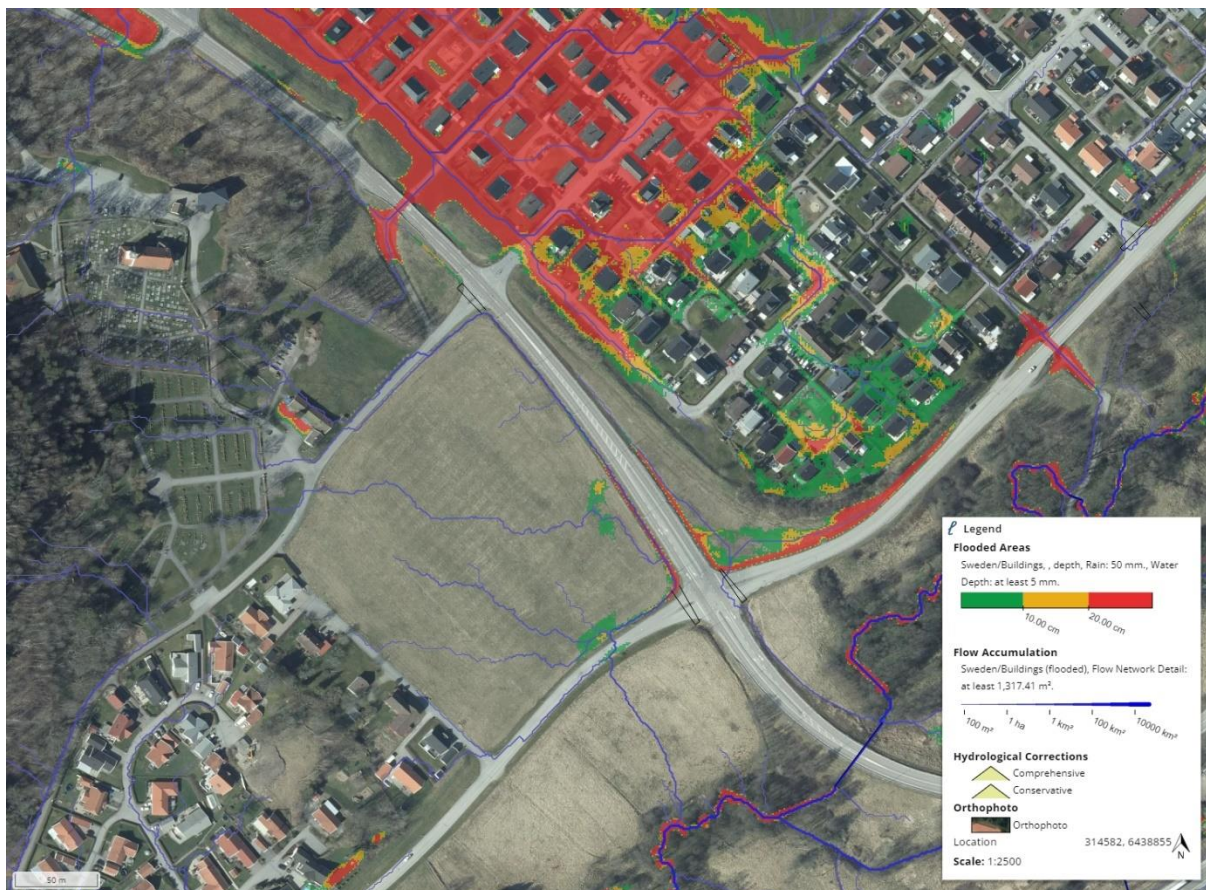 Legend
Flooded Areas
Sweden/Buildings, , depth, Rain: 50 mm., Water
Depth: at least 5 mm.
10.00 cm 20.00 cm
Flow Accumulation
Sweden/Buildings (flooded), Flow Network Detail:
at least 1,317.41 m².
100 m² 1 ha 1 km² 100 km² 10000 km²
Hydrological Corrections
Comprehensive
Conservative
Orthophoto
Orthophoto
Location 314582, 6438855
N
Scale: 1:2500
50 m